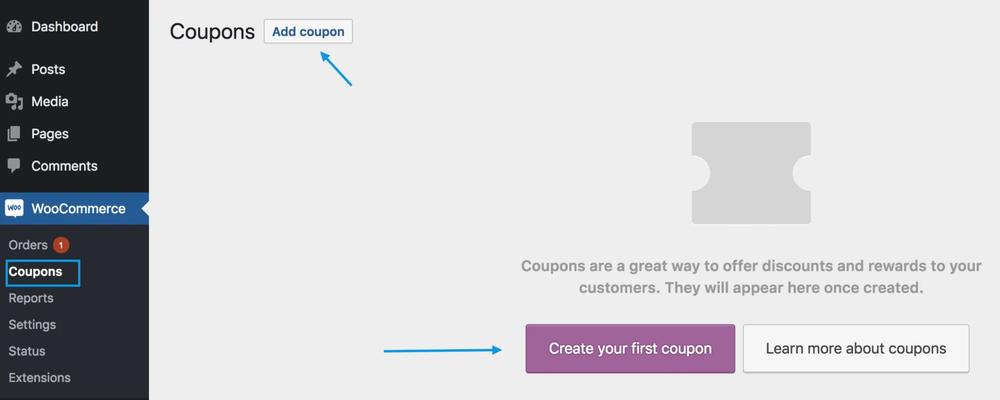 Dashboard
Posts
Media
Pages
Comments
Woo WooCommerce
Orders 1
Coupons
Reports
Settings
Status
Extensions
Coupons Add coupon
Coupons are a great way to offer discounts and rewards to your
customers. They will appear here once created.
Create your first coupon Learn more about coupons